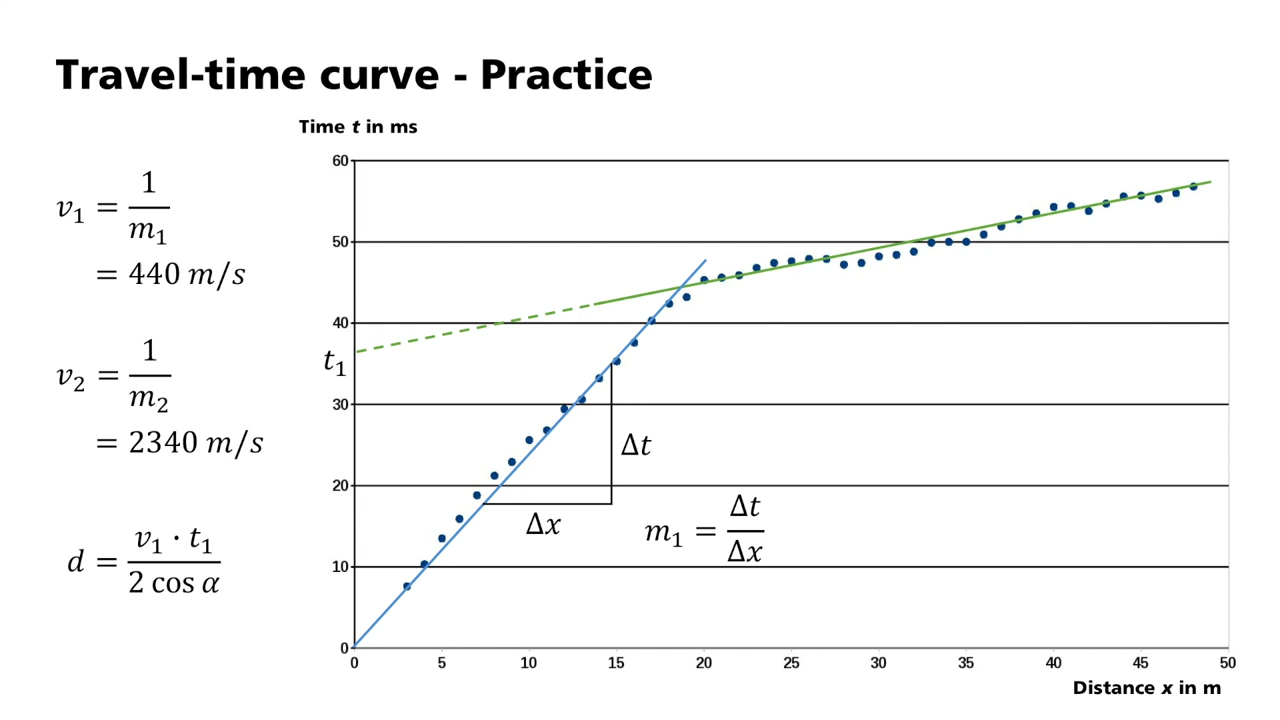 Travel-time curve - Practice
Time t in ms
v₁ = 1/m₁
= 440 m/s
v₂ = 1/m₂
= 2340 m/s
d = (v₁ · t₁)/(2 cos α)
60
50
40
t₁
30
20
10
0
Δt
Δx
m₁ = Δt/Δx
0 5 10 15 20 25 30 35 40 45 50
Distance x in m